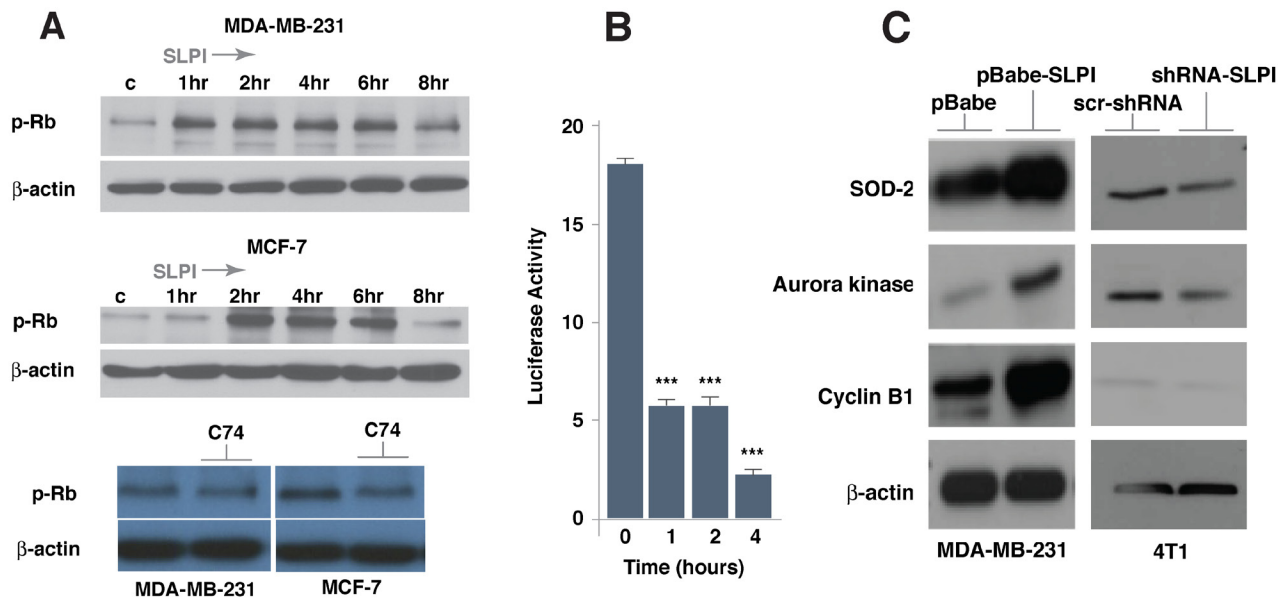 A
MDA-MB-231
SLPI
c 1hr 2hr 4hr 6hr 8hr
p-Rb
β-actin
MCF-7
SLPI
c 1hr 2hr 4hr 6hr 8hr
p-Rb
β-actin
C74 C74
p-Rb
β-actin
MDA-MB-231 MCF-7
B
20
15
10
5
0
Luciferase Activity
*** *** ***
0 1 2 4
Time (hours)
C
pBabe-SLPI shRNA-SLPI
pBabe scr-shRNA
SOD-2
Aurora kinase
Cyclin B1
β-actin
MDA-MB-231 4T1